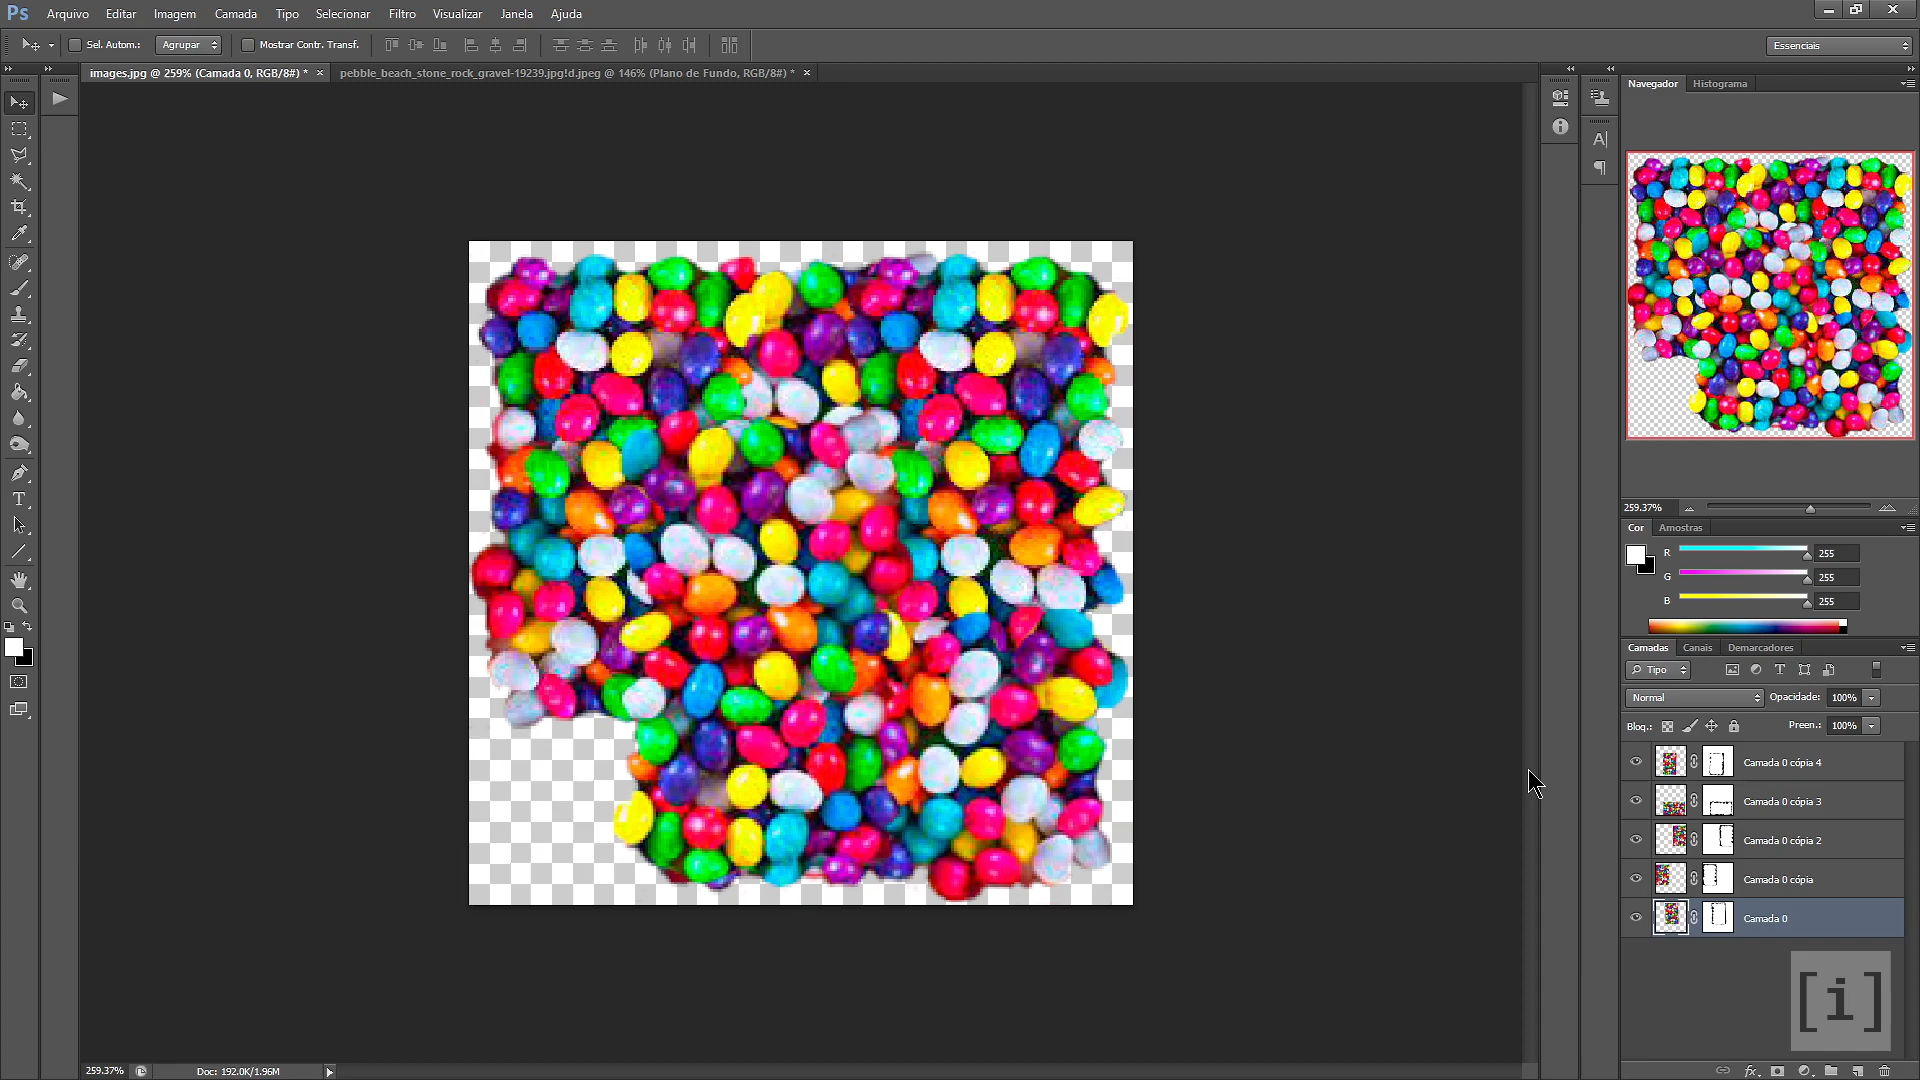 Ps Arquivo Editar Imagem Camada Tipo Selecionar Filtro Visualizar Janela Ajuda
Sel. Autom.: Agrupar Mostrar Contr. Transf. Essenciais
images.jpg @ 259% (Camada 0, RGB/8#) * × pebble_beach_stone_rock_gravel-19239.jpg!d.jpeg @ 146% (Plano de Fundo, RGB/8#) * ×
Navegador Histograma
259.37%
Cor Amostras
R 255
G 255
B 255
Camadas Canais Demarcadores
Tipo
Normal Opacidade: 100%
Bloq.: Preen.: 100%
Camada 0 cópia 4
Camada 0 cópia 3
Camada 0 cópia 2
Camada 0 cópia
Camada 0
[i]
259.37% Doc: 192.0K/1.96M
fx